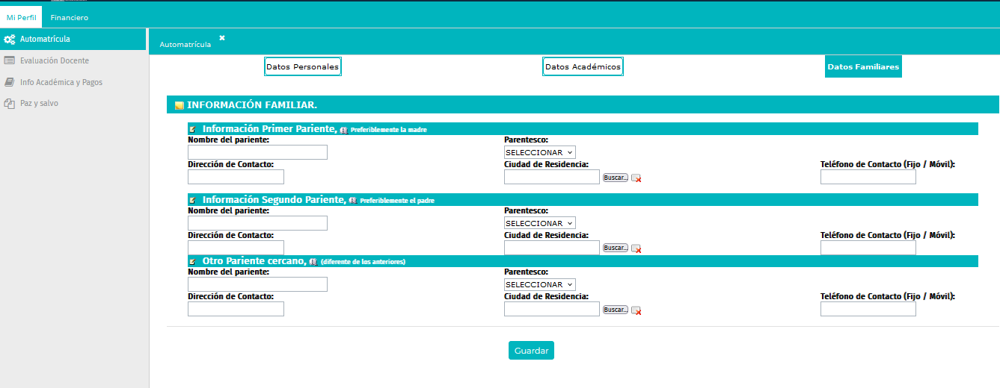 Mi Perfil Financiero
Automatrícula
Automatrícula
Evaluación Docente
Info Académica y Pagos
Paz y salvo
Datos Personales Datos Académicos Datos Familiares
INFORMACIÓN FAMILIAR.
Información Primer Pariente, Preferiblemente la madre
Nombre del pariente: Parentesco:
SELECCIONAR
Dirección de Contacto: Ciudad de Residencia: Teléfono de Contacto (Fijo / Móvil):
Buscar...
Información Segundo Pariente, Preferiblemente el padre
Nombre del pariente: Parentesco:
SELECCIONAR
Dirección de Contacto: Ciudad de Residencia: Teléfono de Contacto (Fijo / Móvil):
Buscar...
Otro Pariente cercano, (diferente de los anteriores)
Nombre del pariente: Parentesco:
SELECCIONAR
Dirección de Contacto: Ciudad de Residencia: Teléfono de Contacto (Fijo / Móvil):
Buscar...
Guardar